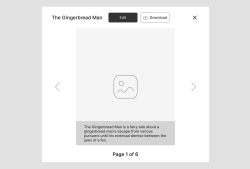 The Gingerbread Man
Edit
Download
The Gingerbread Man is a fairy tale about a
gingerbread man's escape from various
pursuers until his eventual demise between the
jaws of a fox.
Page 1 of 6